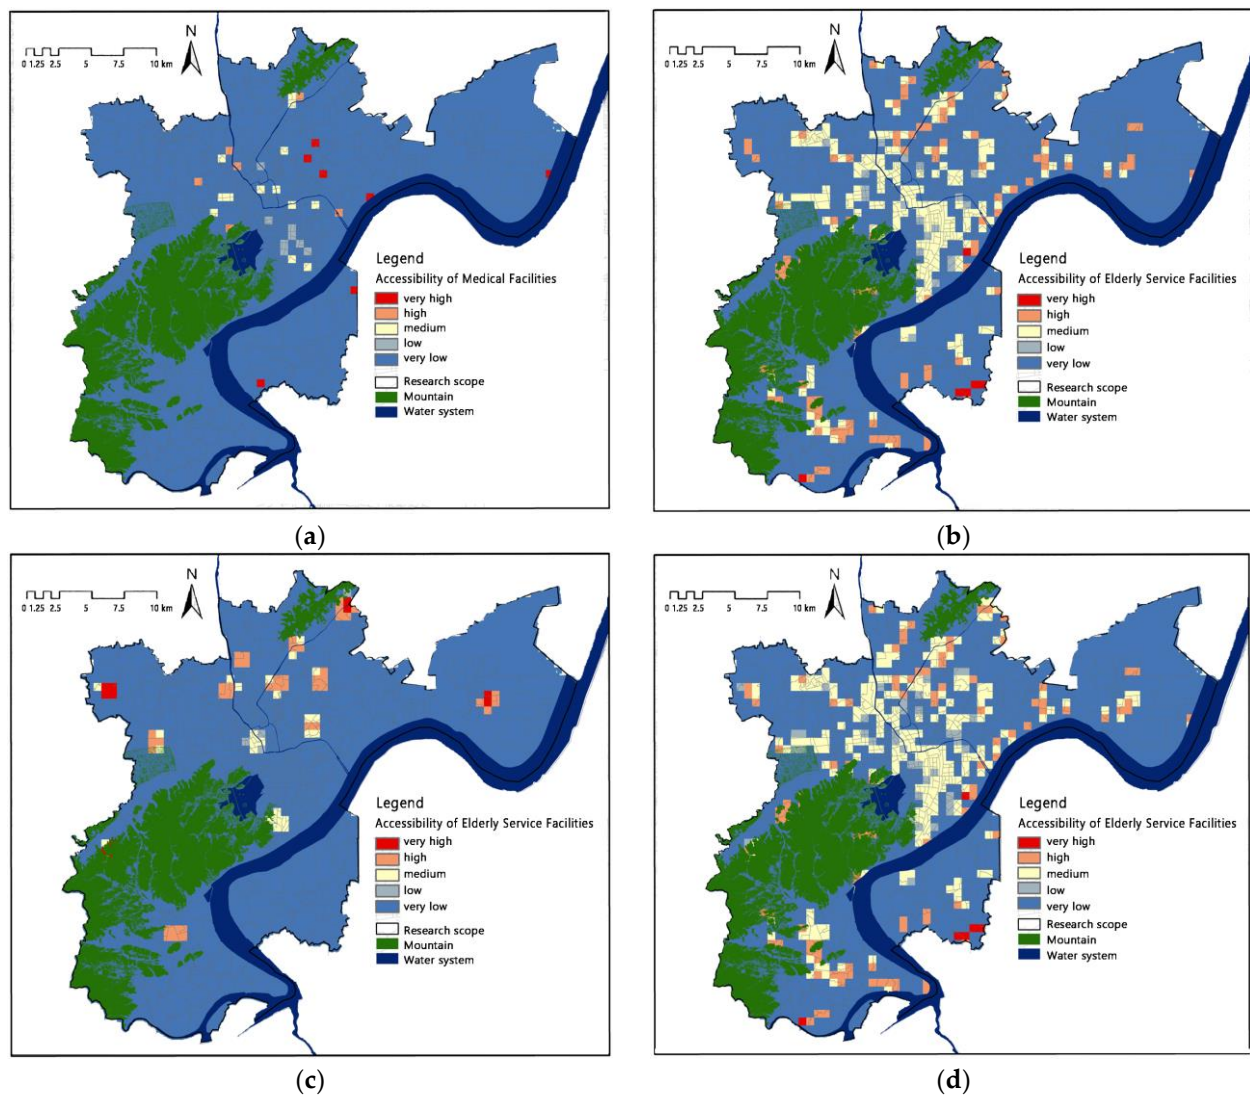 N
0 1.25 2.5 5 7.5 10 km
Legend
Accessibility of Medical Facilities
very high
high
medium
low
very low
Research scope
Mountain
Water system
(a)
N
0 1.25 2.5 5 7.5 10 km
Legend
Accessibility of Elderly Service Facilities
very high
high
medium
low
very low
Research scope
Mountain
Water system
(b)
N
0 1.25 2.5 5 7.5 10 km
Legend
Accessibility of Elderly Service Facilities
very high
high
medium
low
very low
Research scope
Mountain
Water system
(c)
N
0 1.25 2.5 5 7.5 10 km
Legend
Accessibility of Elderly Service Facilities
very high
high
medium
low
very low
Research scope
Mountain
Water system
(d)